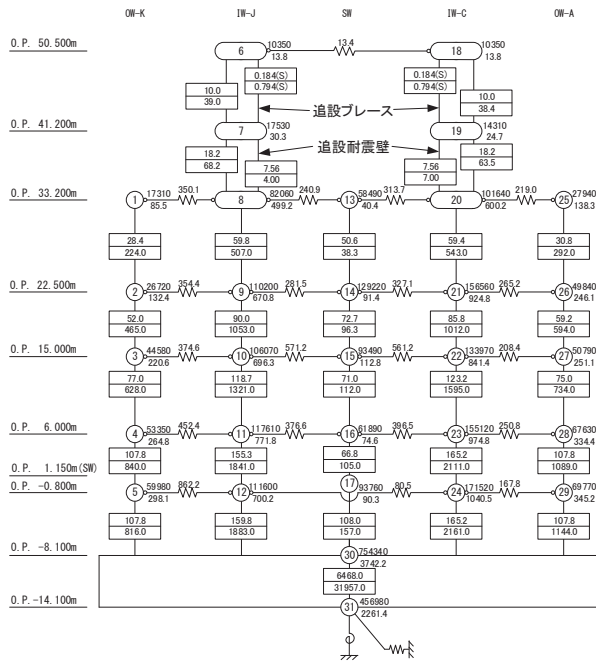 OW-K IW-J SW IW-C OW-A
O.P. 50.500m 6 10350 13.4 18 10350
13.8 13.8
0.184(S) 0.184(S)
10.0 0.794(S) 0.794(S) 10.0
39.0 38.4
追設ブレース
O.P. 41.200m 7 17530 19 14310
30.3 24.7
追設耐震壁
18.2 18.2
68.2 7.56 7.56 63.5
4.00 7.00
O.P. 33.200m 1 17310 350.1 8 82060 240.9 13 58490 313.7 20 101640 219.0 25 27940
85.5 499.2 40.4 600.2 138.3
28.4 59.8 50.6 59.4 30.8
224.0 507.0 38.3 543.0 292.0
O.P. 22.500m 2 26720 354.4 9 110200 281.5 14 129220 327.1 21 156560 265.2 26 49840
132.4 670.8 91.4 924.8 246.1
52.0 90.0 72.7 85.8 59.2
465.0 1053.0 96.3 1012.0 594.0
O.P. 15.000m 3 44580 374.6 10 106070 571.2 15 93490 561.2 22 133970 208.4 27 50790
220.6 696.3 112.8 841.4 251.1
77.0 118.7 71.0 123.2 75.0
628.0 1321.0 112.0 1595.0 734.0
O.P. 6.000m 4 53350 452.4 11 117610 376.6 16 61890 396.5 23 155120 250.8 28 67630
264.8 771.8 74.6 974.8 334.4
107.8 155.3 66.8 165.2 107.8
840.0 1841.0 105.0 2111.0 1089.0
O.P. 1.150m(SW)
O.P. -0.800m 5 59980 862.2 12 111600 17 93760 80.5 24 171520 167.8 29 69770
298.1 700.2 90.3 1040.5 345.2
107.8 159.8 108.0 165.2 107.8
816.0 1883.0 157.0 2161.0 1144.0
O.P. -8.100m 30 754340
3742.2
6468.0
31957.0
O.P.-14.100m 31 456980
2261.4